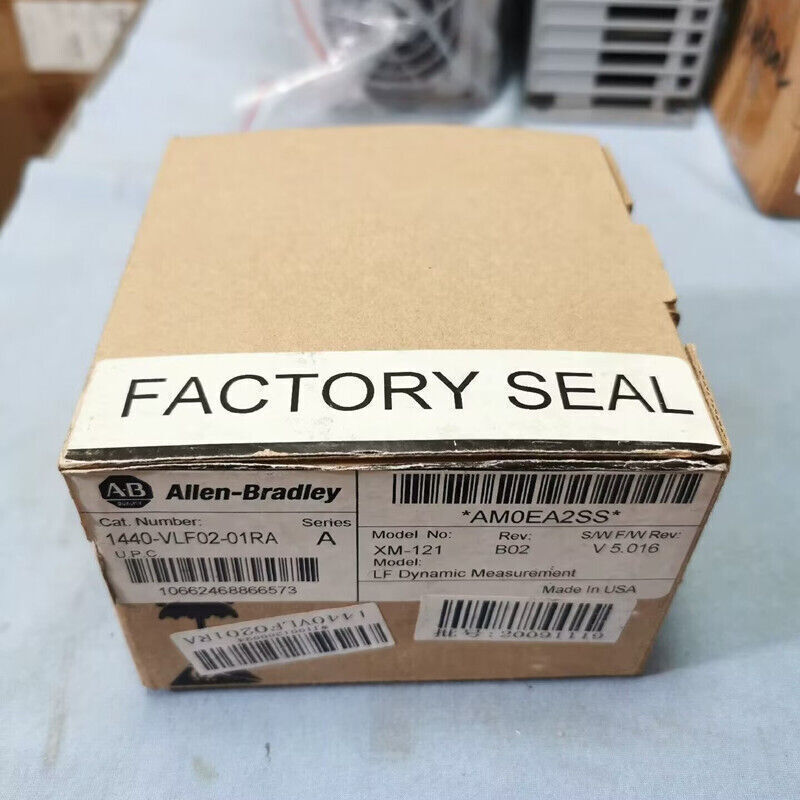 FACTORY SEAL
A-B
QUALITY
Allen-Bradley
Cat. Number:
Series
1440-VLF02-01RA
A
U.P.C.
10662468866573
*AM0EA2SS*
Model No:
Rev:
S/W.F/W Rev:
XM-121
B02
V 5.016
Model:
LF Dynamic Measurement
Made In USA
1440VLF0201RA